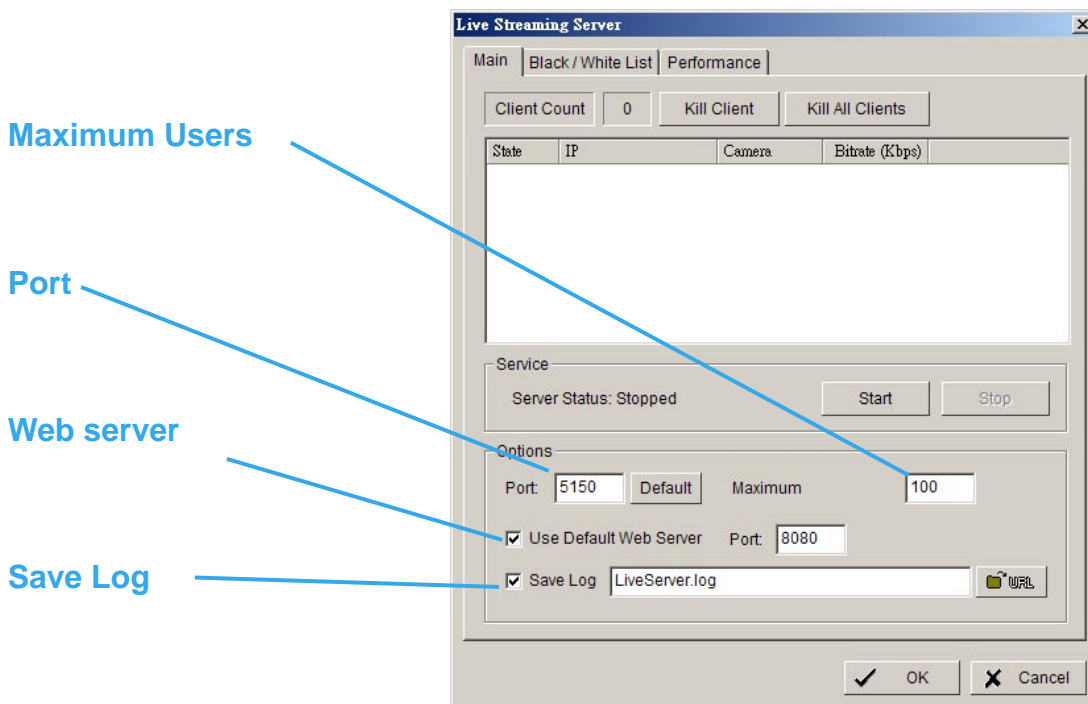 Live Streaming Server
Main Black / White List Performance
Client Count 0 Kill Client Kill All Clients
Maximum Users
State IP Camera Bitrate (Kbps)
Port
Service
Server Status: Stopped Start Stop
Web server
Options
Port: 5150 Default Maximum 100
Use Default Web Server Port: 8080
Save Log
Save Log LiveServer.log URL
OK Cancel